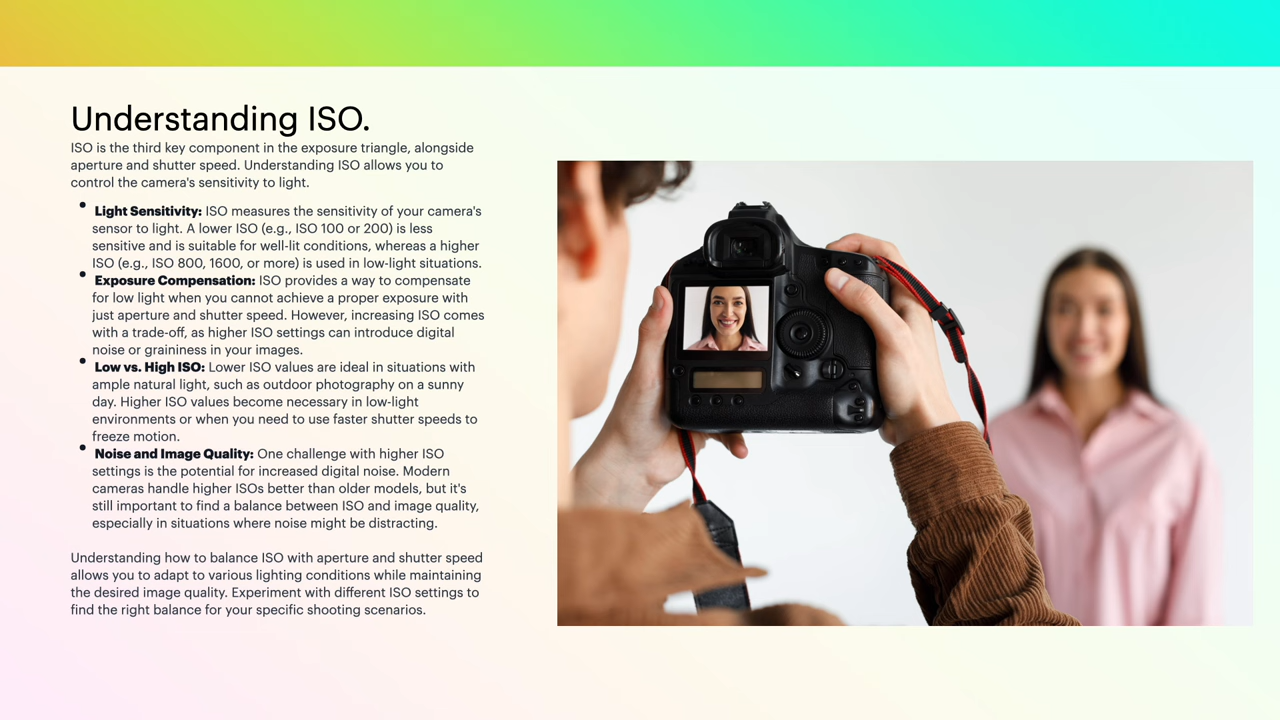 Understanding ISO.
ISO is the third key component in the exposure triangle, alongside
aperture and shutter speed. Understanding ISO allows you to
control the camera's sensitivity to light.
• Light Sensitivity: ISO measures the sensitivity of your camera's
sensor to light. A lower ISO (e.g., ISO 100 or 200) is less
sensitive and is suitable for well-lit conditions, whereas a higher
ISO (e.g., ISO 800, 1600, or more) is used in low-light situations.
• Exposure Compensation: ISO provides a way to compensate
for low light when you cannot achieve a proper exposure with
just aperture and shutter speed. However, increasing ISO comes
with a trade-off, as higher ISO settings can introduce digital
noise or graininess in your images.
• Low vs. High ISO: Lower ISO values are ideal in situations with
ample natural light, such as outdoor photography on a sunny
day. Higher ISO values become necessary in low-light
environments or when you need to use faster shutter speeds to
freeze motion.
• Noise and Image Quality: One challenge with higher ISO
settings is the potential for increased digital noise. Modern
cameras handle higher ISOs better than older models, but it's
still important to find a balance between ISO and image quality,
especially in situations where noise might be distracting.
Understanding how to balance ISO with aperture and shutter speed
allows you to adapt to various lighting conditions while maintaining
the desired image quality. Experiment with different ISO settings to
find the right balance for your specific shooting scenarios.